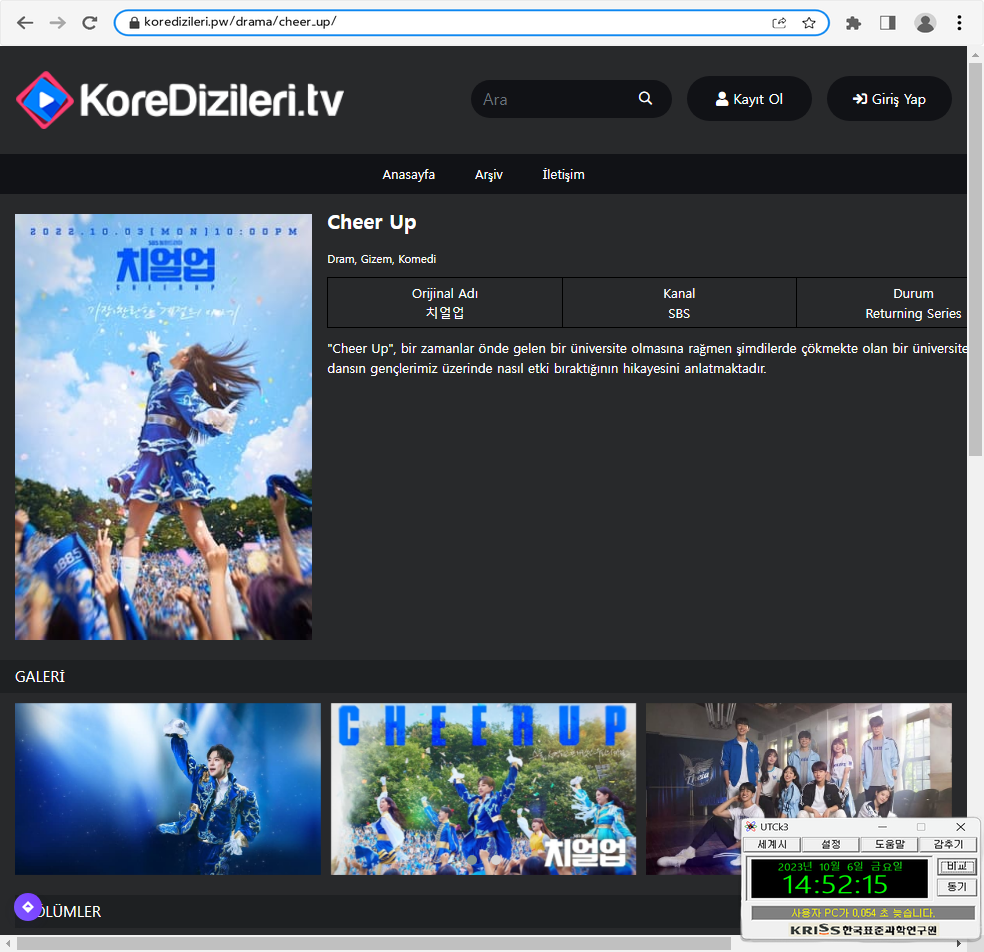 koredizileri.pw/drama/cheer_up/
KoreDizileri.tv
Ara
Kayıt Ol
Giriş Yap
Anasayfa
Arşiv
İletişim
2022.10.03[MON]10:00PM
치얼업
CHEERUP
1885
Cheer Up
Dram, Gizem, Komedi
Orijinal Adı
치얼업
Kanal
SBS
Durum
Returning Series
"Cheer Up", bir zamanlar önde gelen bir üniversite olmasına rağmen şimdilerde çökmekte olan bir üniversite
dansın gençlerimiz üzerinde nasıl etki bıraktığının hikayesini anlatmaktadır.
GALERİ
CHEERUP
치얼업
Theia
ÖLÜMLER
UTCk3
세계시
설정
도움말
감추기
2023년 10월 6일 금요일
14:52:15
비교
동기
사용자 PC가 0.054 초 늦습니다.
KRISS 한국표준과학연구원